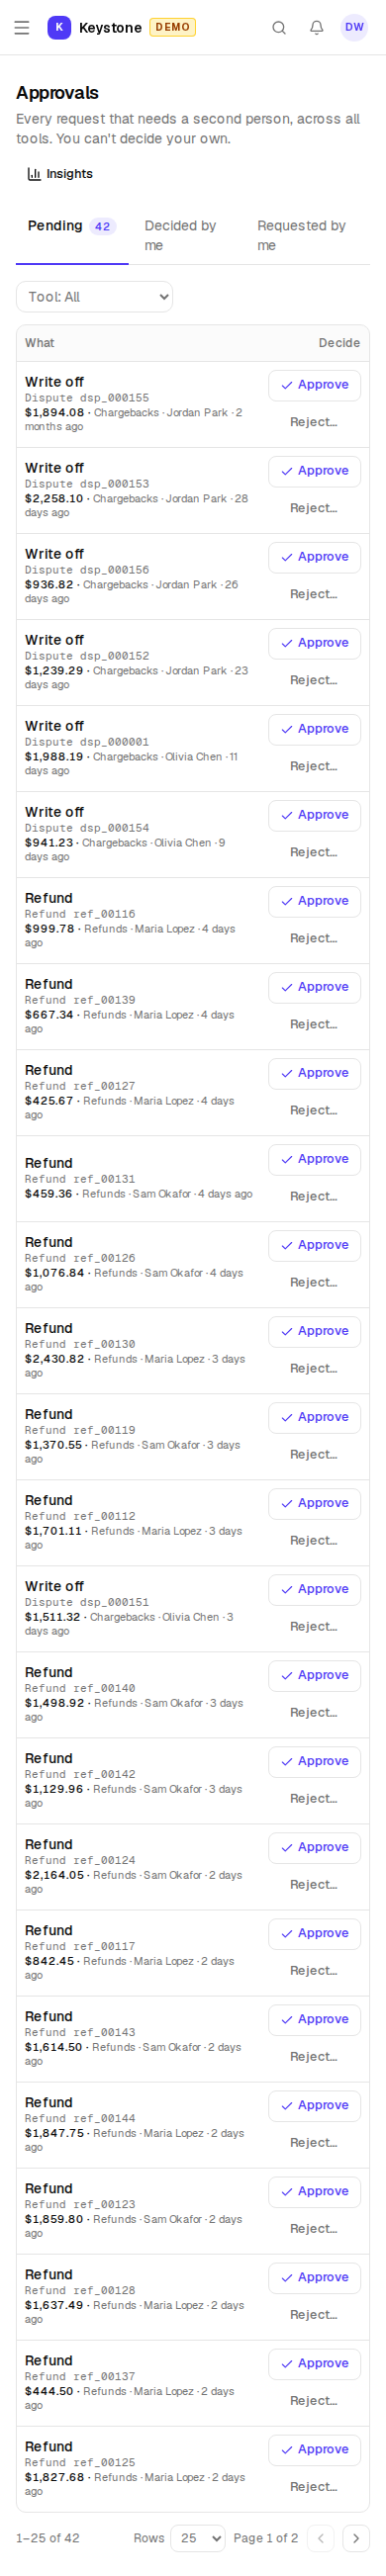 K Keystone DEMO DW
Approvals
Every request that needs a second person, across all
tools. You can't decide your own.
Insights
Pending 42 Decided by me Requested by me
Tool: All
What Decide
Write off
Dispute dsp_000155
$1,894.08 · Chargebacks · Jordan Park · 2
months ago
Approve
Reject...
Write off
Dispute dsp_000153
$2,258.10 · Chargebacks · Jordan Park · 28
days ago
Approve
Reject...
Write off
Dispute dsp_000156
$936.82 · Chargebacks · Jordan Park · 26
days ago
Approve
Reject...
Write off
Dispute dsp_000152
$1,239.29 · Chargebacks · Jordan Park · 23
days ago
Approve
Reject...
Write off
Dispute dsp_000001
$1,988.19 · Chargebacks · Olivia Chen · 11
days ago
Approve
Reject...
Write off
Dispute dsp_000154
$941.23 · Chargebacks · Olivia Chen · 9
days ago
Approve
Reject...
Refund
Refund ref_00116
$999.78 · Refunds · Maria Lopez · 4 days
ago
Approve
Reject...
Refund
Refund ref_00139
$667.34 · Refunds · Maria Lopez · 4 days
ago
Approve
Reject...
Refund
Refund ref_00127
$425.67 · Refunds · Maria Lopez · 4 days
ago
Approve
Reject...
Refund
Refund ref_00131
$459.36 · Refunds · Sam Okafor · 4 days ago
Approve
Reject...
Refund
Refund ref_00126
$1,076.84 · Refunds · Sam Okafor · 4 days
ago
Approve
Reject...
Refund
Refund ref_00130
$2,430.82 · Refunds · Maria Lopez · 3 days
ago
Approve
Reject...
Refund
Refund ref_00119
$1,370.55 · Refunds · Sam Okafor · 3 days
ago
Approve
Reject...
Refund
Refund ref_00112
$1,701.11 · Refunds · Maria Lopez · 3 days
ago
Approve
Reject...
Write off
Dispute dsp_000151
$1,511.32 · Chargebacks · Olivia Chen · 3
days ago
Approve
Reject...
Refund
Refund ref_00140
$1,498.92 · Refunds · Sam Okafor · 3 days
ago
Approve
Reject...
Refund
Refund ref_00142
$1,129.96 · Refunds · Sam Okafor · 3 days
ago
Approve
Reject...
Refund
Refund ref_00124
$2,164.05 · Refunds · Sam Okafor · 2 days
ago
Approve
Reject...
Refund
Refund ref_00117
$842.45 · Refunds · Maria Lopez · 2 days
ago
Approve
Reject...
Refund
Refund ref_00143
$1,614.50 · Refunds · Sam Okafor · 2 days
ago
Approve
Reject...
Refund
Refund ref_00144
$1,847.75 · Refunds · Maria Lopez · 2 days
ago
Approve
Reject...
Refund
Refund ref_00123
$1,859.80 · Refunds · Sam Okafor · 2 days
ago
Approve
Reject...
Refund
Refund ref_00128
$1,637.49 · Refunds · Maria Lopez · 2 days
ago
Approve
Reject...
Refund
Refund ref_00137
$444.50 · Refunds · Maria Lopez · 2 days
ago
Approve
Reject...
Refund
Refund ref_00125
$1,827.68 · Refunds · Maria Lopez · 2 days
ago
Approve
Reject...
1–25 of 42 Rows 25 Page 1 of 2